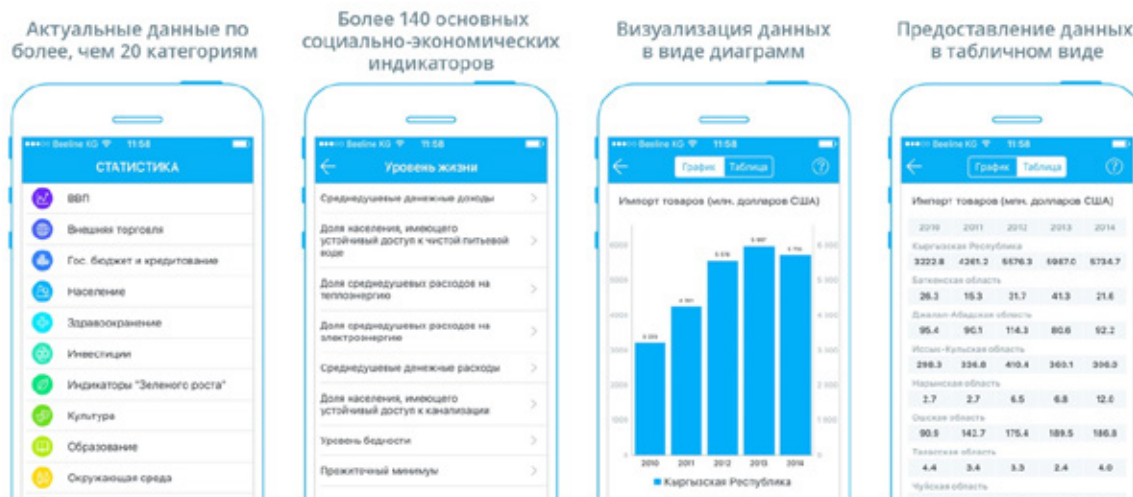 Актуальные данные по
более, чем 20 категориям
Более 140 основных
социально-экономических
индикаторов
Визуализация данных
в виде диаграмм
Предоставление данных
в табличном виде
Beeline KG 11:58
СТАТИСТИКА
ВВП
Внешняя торговля
Гос. бюджет и кредитование
Население
Здравоохранение
Инвестиции
Индикаторы "Зеленого роста"
Культура
Образование
Окружающая среда
Beeline KG 11:58
Уровень жизни
Среднедушевые денежные доходы
Доля населения, имеющего
устойчивый доступ к чистой питьевой
воде
Доля среднедушевых расходов на
теплоэнергию
Доля среднедушевых расходов на
электроэнергию
Среднедушевые денежные расходы
Доля населения, имеющего
устойчивый доступ к канализации
Уровень бедности
Прожиточный минимум
Beeline KG 11:58
График Таблица ?
Импорт товаров (млн. долларов США)
2010 2011 2012 2013 2014
Кыргызская Республика
Beeline KG 11:58
График Таблица ?
Импорт товаров (млн. долларов США)
2010 2011 2012 2013 2014
Кыргызская Республика
3222.8 4261.2 5576.3 5987.0 5734.7
Баткенская область
26.3 15.3 31.7 41.3 21.6
Джалал-Абадская область
95.4 90.1 114.3 80.6 92.2
Иссык-Кульская область
298.3 336.8 410.4 360.1 306.0
Нарынская область
2.7 2.7 6.5 6.8 12.0
Ошская область
90.9 142.7 175.4 189.5 186.8
Таласская область
4.4 3.4 3.3 2.4 4.0
Чуйская область